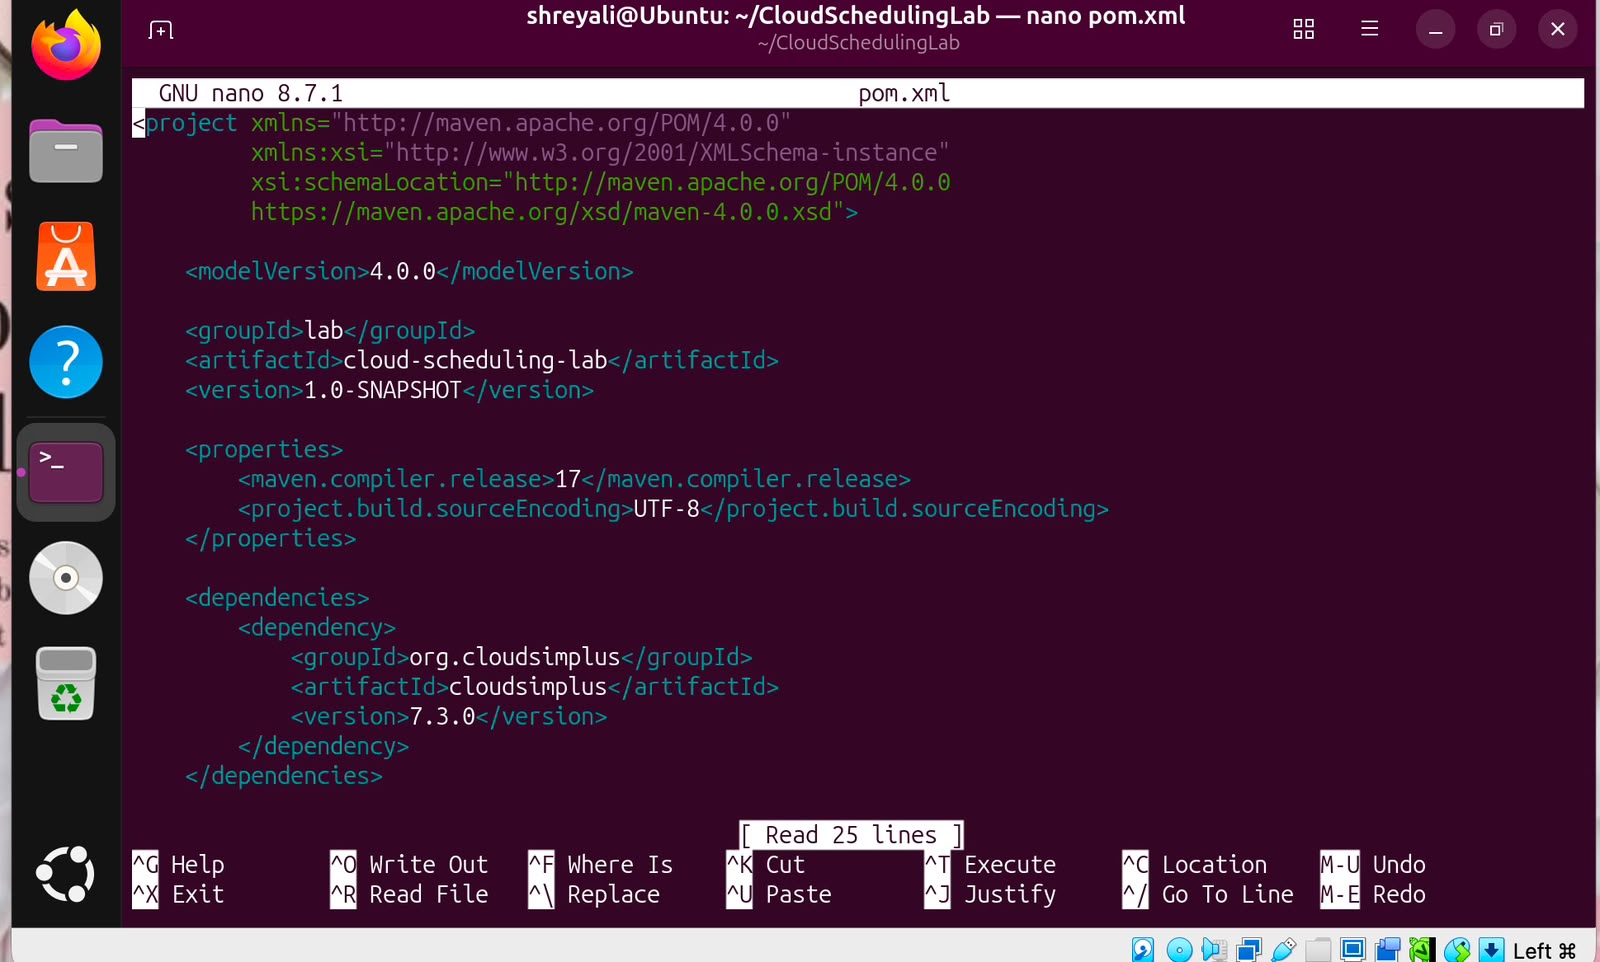 shreyali@Ubuntu: ~/CloudSchedulingLab — nano pom.xml
~/CloudSchedulingLab
GNU nano 8.7.1 pom.xml
<project xmlns="http://maven.apache.org/POM/4.0.0"
         xmlns:xsi="http://www.w3.org/2001/XMLSchema-instance"
         xsi:schemaLocation="http://maven.apache.org/POM/4.0.0
         https://maven.apache.org/xsd/maven-4.0.0.xsd">

    <modelVersion>4.0.0</modelVersion>

    <groupId>lab</groupId>
    <artifactId>cloud-scheduling-lab</artifactId>
    <version>1.0-SNAPSHOT</version>

    <properties>
        <maven.compiler.release>17</maven.compiler.release>
        <project.build.sourceEncoding>UTF-8</project.build.sourceEncoding>
    </properties>

    <dependencies>
        <dependency>
            <groupId>org.cloudsimplus</groupId>
            <artifactId>cloudsimplus</artifactId>
            <version>7.3.0</version>
        </dependency>
    </dependencies>

[ Read 25 lines ]
^G Help ^O Write Out ^F Where Is ^K Cut ^T Execute ^C Location M-U Undo
^X Exit ^R Read File ^\ Replace ^U Paste ^J Justify ^/ Go To Line M-E Redo
Left ⌘